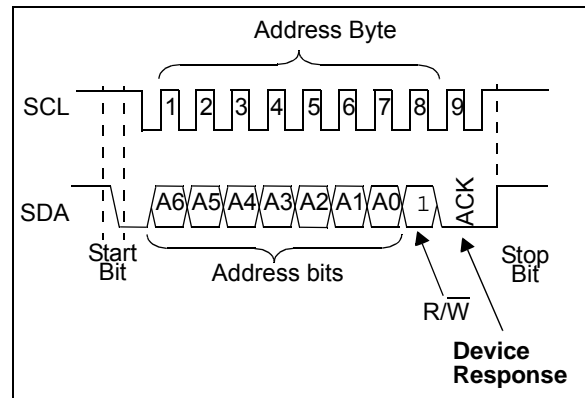 Address Byte
SCL 1 2 3 4 5 6 7 8 9
SDA A6 A5 A4 A3 A2 A1 A0 1 ACK
Start
Bit
Address bits
Stop
Bit
R/W̅
Device
Response